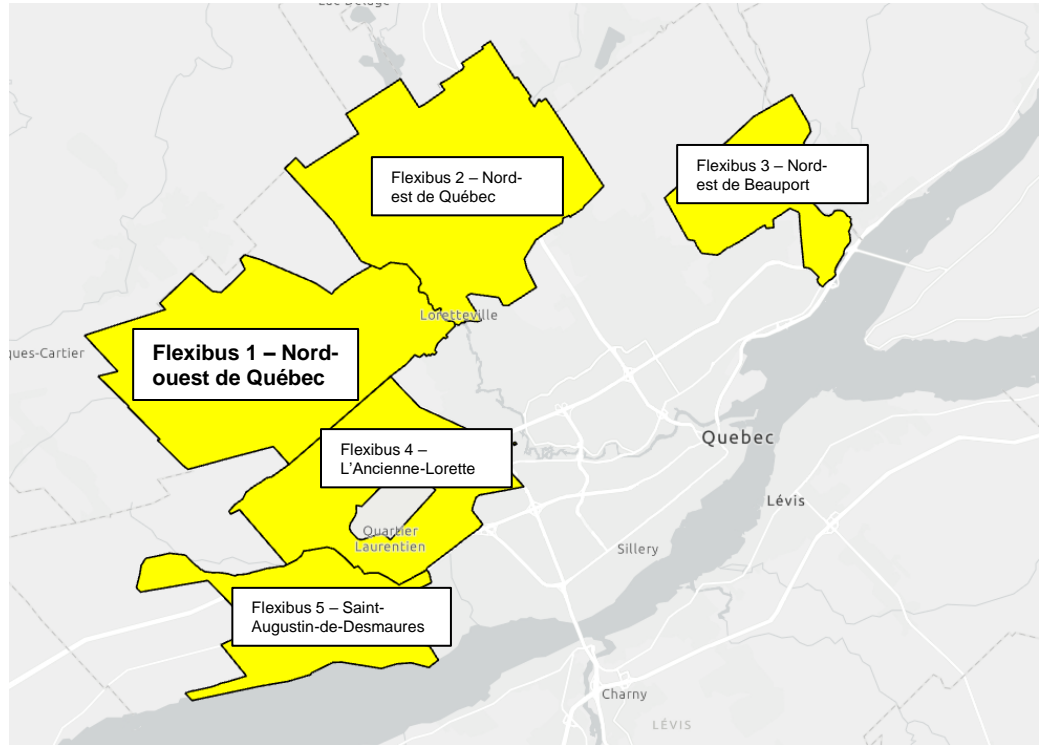 Lac Delage
Flexibus 2 – Nord-
est de Québec
Flexibus 3 – Nord-
est de Beauport
Loretteville
ques-Cartier
Flexibus 1 – Nord-
ouest de Québec
Flexibus 4 –
L'Ancienne-Lorette
Quebec
Lévis
Quartier
Laurentien
Sillery
Flexibus 5 – Saint-
Augustin-de-Desmaures
Charny
LÉVIS